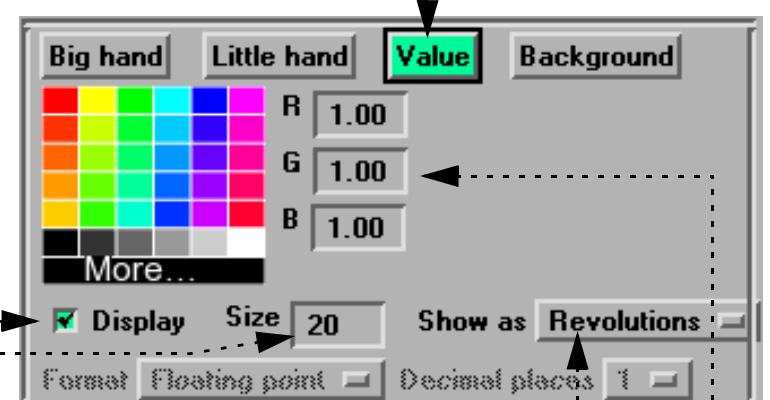 Big hand Little hand Value Background
R 1.00
G 1.00
B 1.00
More...
Display Size 20 Show as Revolutions
Format Floating point Decimal places 1